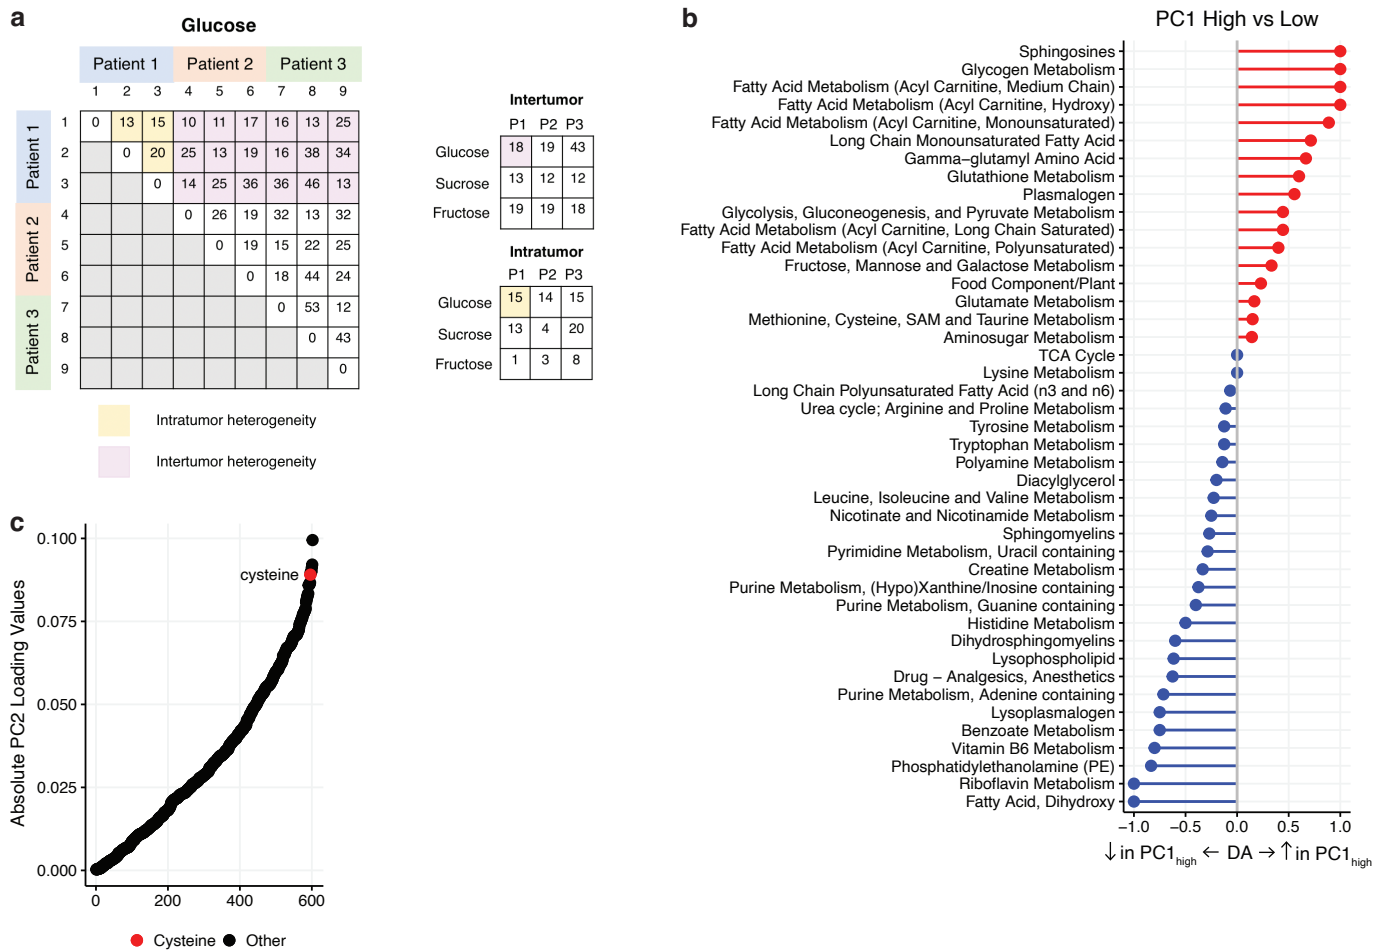 a
Glucose
Patient 1 Patient 2 Patient 3
1 2 3 4 5 6 7 8 9
Patient 1
Patient 2
Patient 3
1 0 13 15 10 11 17 16 13 25
2 0 20 25 13 19 16 38 34
3 0 14 25 36 36 46 13
4 0 26 19 32 13 32
5 0 19 15 22 25
6 0 18 44 24
7 0 53 12
8 0 43
9 0
Intratumor heterogeneity
Intertumor heterogeneity
Intertumor
P1 P2 P3
Glucose 18 19 43
Sucrose 13 12 12
Fructose 19 19 18
Intratumor
P1 P2 P3
Glucose 15 14 15
Sucrose 13 4 20
Fructose 1 3 8
b
PC1 High vs Low
Sphingosines
Glycogen Metabolism
Fatty Acid Metabolism (Acyl Carnitine, Medium Chain)
Fatty Acid Metabolism (Acyl Carnitine, Hydroxy)
Fatty Acid Metabolism (Acyl Carnitine, Monounsaturated)
Long Chain Monounsaturated Fatty Acid
Gamma−glutamyl Amino Acid
Glutathione Metabolism
Plasmalogen
Glycolysis, Gluconeogenesis, and Pyruvate Metabolism
Fatty Acid Metabolism (Acyl Carnitine, Long Chain Saturated)
Fatty Acid Metabolism (Acyl Carnitine, Polyunsaturated)
Fructose, Mannose and Galactose Metabolism
Food Component/Plant
Glutamate Metabolism
Methionine, Cysteine, SAM and Taurine Metabolism
Aminosugar Metabolism
TCA Cycle
Lysine Metabolism
Long Chain Polyunsaturated Fatty Acid (n3 and n6)
Urea cycle; Arginine and Proline Metabolism
Tyrosine Metabolism
Tryptophan Metabolism
Polyamine Metabolism
Diacylglycerol
Leucine, Isoleucine and Valine Metabolism
Nicotinate and Nicotinamide Metabolism
Sphingomyelins
Pyrimidine Metabolism, Uracil containing
Creatine Metabolism
Purine Metabolism, (Hypo)Xanthine/Inosine containing
Purine Metabolism, Guanine containing
Histidine Metabolism
Dihydrosphingomyelins
Lysophospholipid
Drug − Analgesics, Anesthetics
Purine Metabolism, Adenine containing
Lysoplasmalogen
Benzoate Metabolism
Vitamin B6 Metabolism
Phosphatidylethanolamine (PE)
Riboflavin Metabolism
Fatty Acid, Dihydroxy
−1.0 −0.5 0.0 0.5 1.0
↓ in PC1high ← DA → ↑ in PC1high
c
Absolute PC2 Loading Values
0.100
0.075
0.050
0.025
0.000
cysteine
0 200 400 600
Cysteine Other